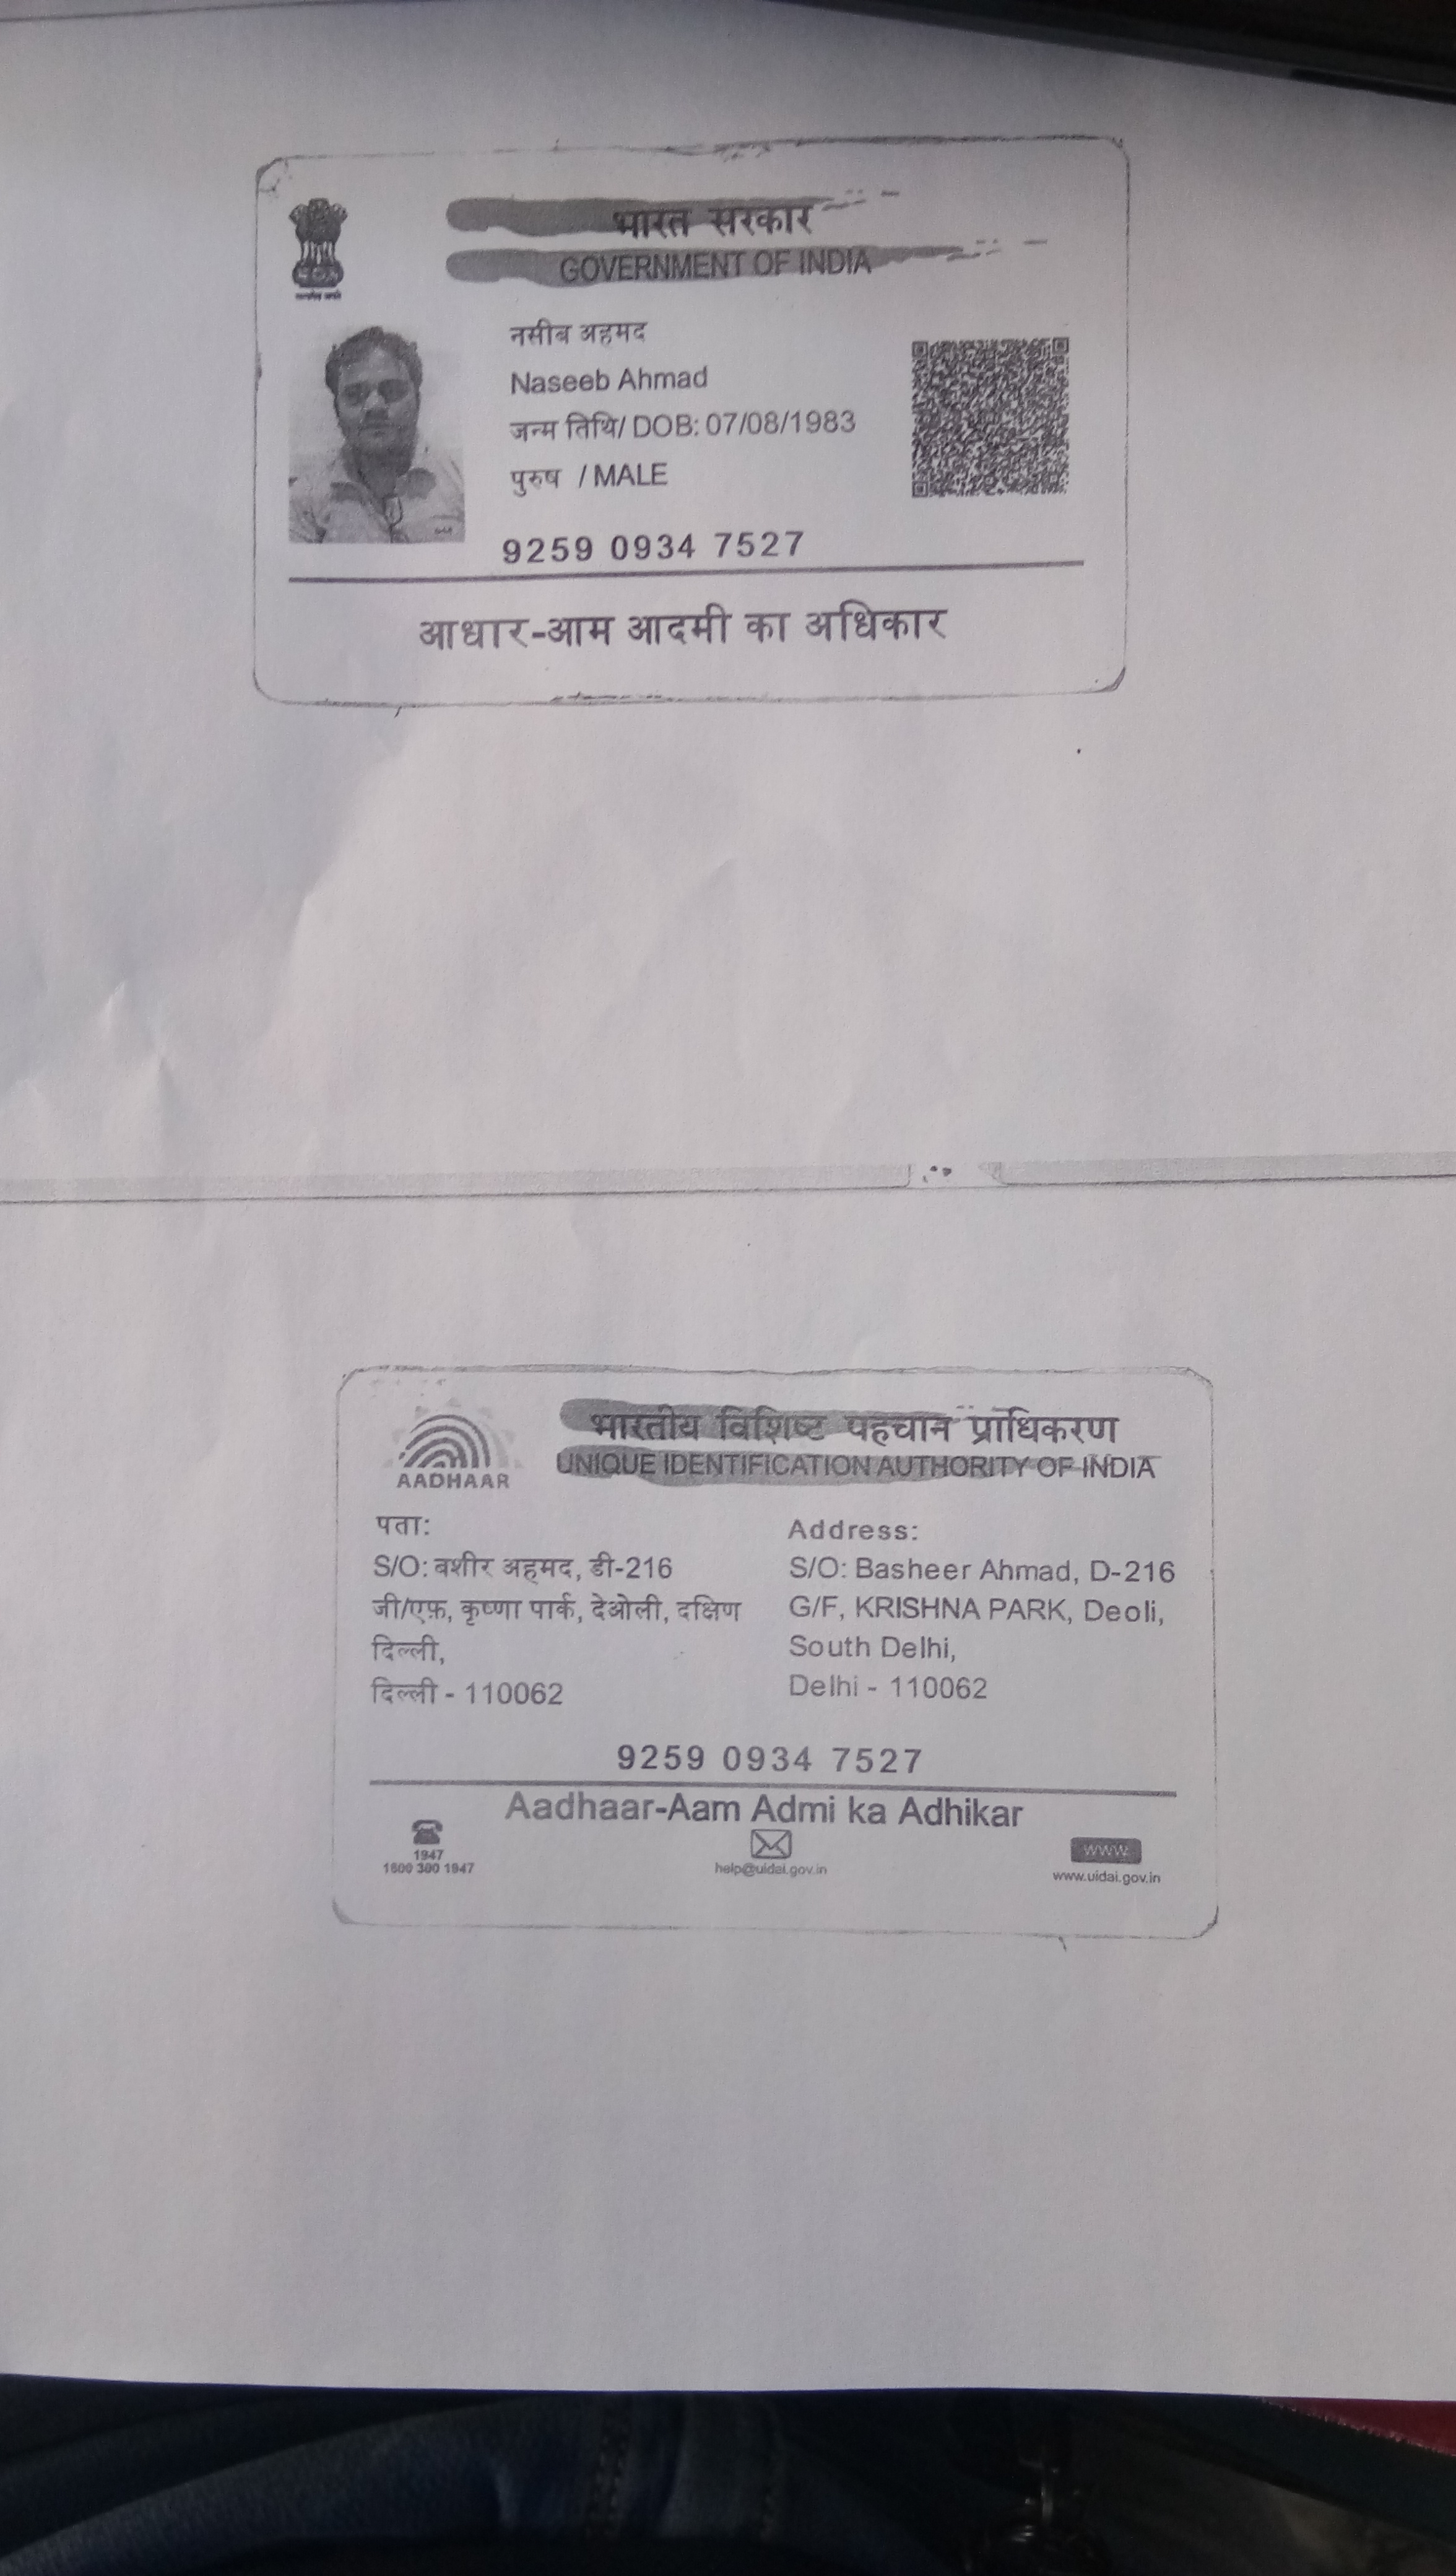 भारत सरकार
GOVERNMENT OF INDIA
नसीब अहमद
Naseeb Ahmad
जन्म तिथि/ DOB: 07/08/1983
पुरुष / MALE
9259 0934 7527
आधार-आम आदमी का अधिकार
भारतीय विशिष्ट पहचान प्राधिकरण
UNIQUE IDENTIFICATION AUTHORITY OF INDIA
AADHAAR
पता:
S/O: बशीर अहमद, डी-216
जी/एफ़, कृष्णा पार्क, देओली, दक्षिण
दिल्ली,
दिल्ली - 110062
Address:
S/O: Basheer Ahmad, D-216
G/F, KRISHNA PARK, Deoli,
South Delhi,
Delhi - 110062
9259 0934 7527
Aadhaar-Aam Admi ka Adhikar
1947
1800 300 1947
help@uidai.gov.in
www
www.uidai.gov.in